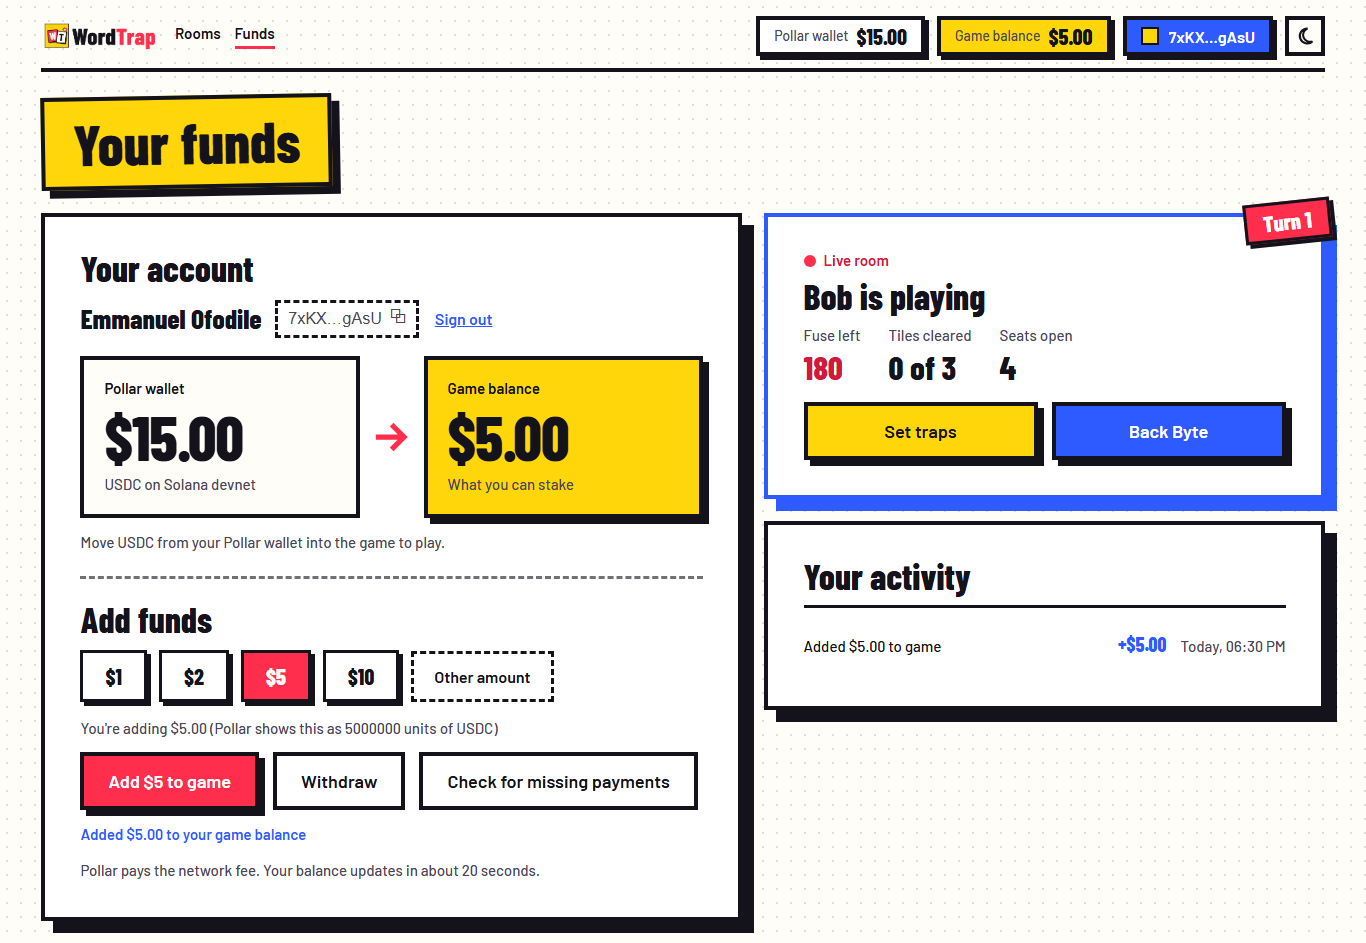 WordTrap Rooms Funds Pollar wallet $15.00 Game balance $5.00 7xKX...gAsU
Your funds
Your account
Emmanuel Ofodile 7xKX...gAsU Sign out
Pollar wallet
$15.00
USDC on Solana devnet
Game balance
$5.00
What you can stake
Move USDC from your Pollar wallet into the game to play.
Add funds
$1 $2 $5 $10 Other amount
You're adding $5.00 (Pollar shows this as 5000000 units of USDC)
Add $5 to game Withdraw Check for missing payments
Added $5.00 to your game balance
Pollar pays the network fee. Your balance updates in about 20 seconds.
Turn 1
Live room
Bob is playing
Fuse left Tiles cleared Seats open
180 0 of 3 4
Set traps Back Byte
Your activity
Added $5.00 to game +$5.00 Today, 06:30 PM